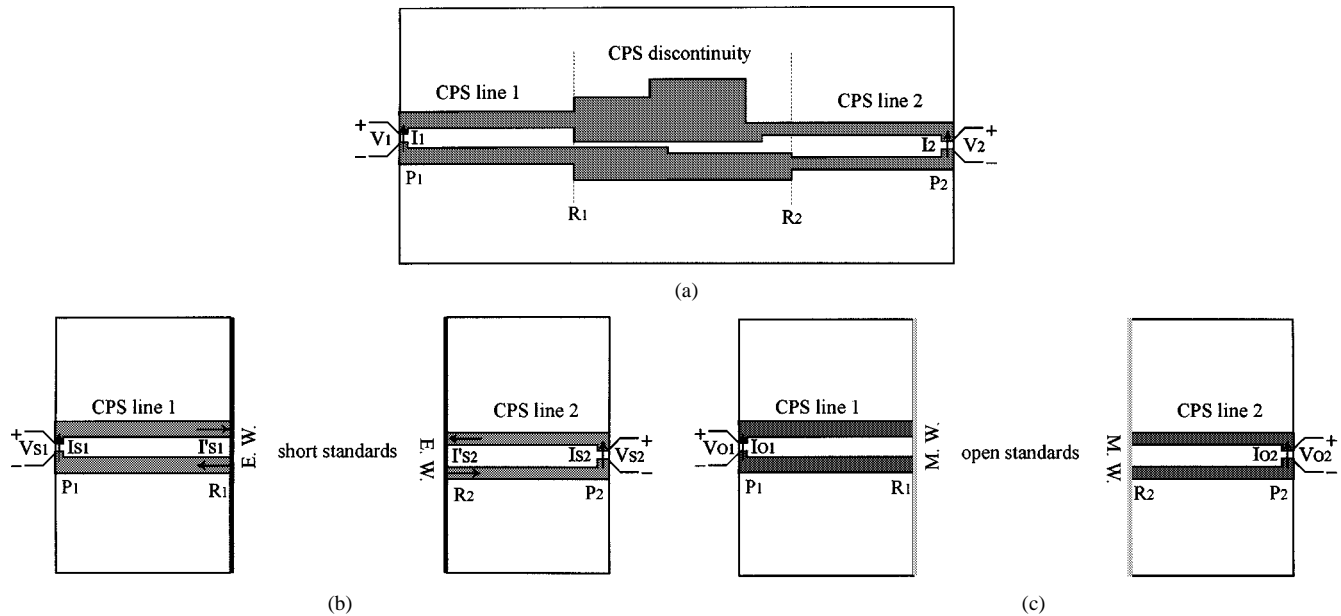 CPS discontinuity
CPS line 1
CPS line 2
+
V1
−
I1
I2
+
V2
−
P1
P2
R1
R2
(a)
CPS line 1
+
VS1
−
IS1
I'S1
E. W.
P1
R1
short standards
CPS line 2
E. W.
I'S2
IS2
+
VS2
−
R2
P2
(b)
CPS line 1
+
VO1
−
IO1
M. W.
P1
R1
open standards
CPS line 2
M. W.
IO2
+
VO2
−
R2
P2
(c)